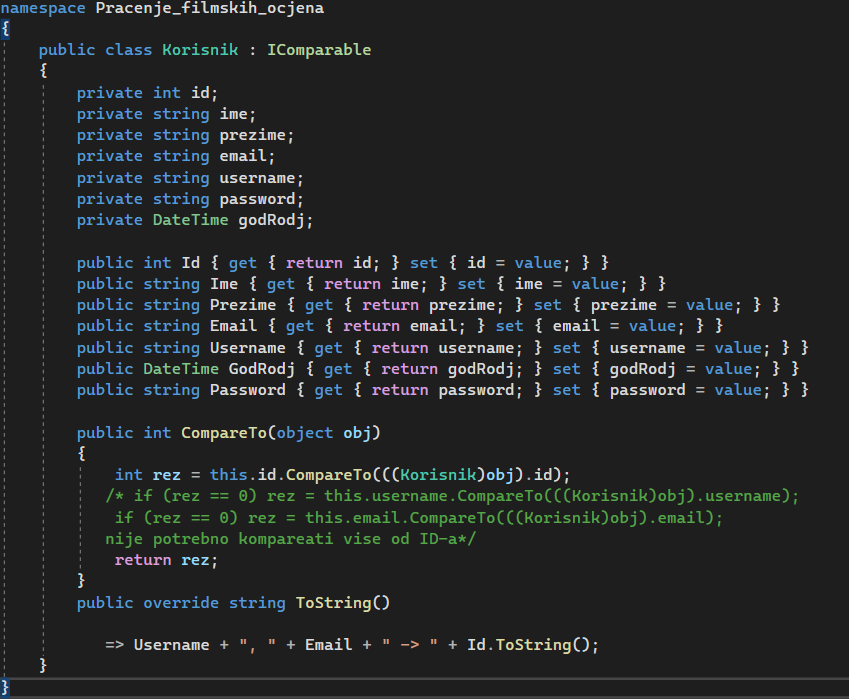 namespace Pracenje_filmskih_ocjena
{
public class Korisnik : IComparable
{
private int id;
private string ime;
private string prezime;
private string email;
private string username;
private string password;
private DateTime godRodj;
public int Id { get { return id; } set { id = value; } }
public string Ime { get { return ime; } set { ime = value; } }
public string Prezime { get { return prezime; } set { prezime = value; } }
public string Email { get { return email; } set { email = value; } }
public string Username { get { return username; } set { username = value; } }
public DateTime GodRodj { get { return godRodj; } set { godRodj = value; } }
public string Password { get { return password; } set { password = value; } }
public int CompareTo(object obj)
{
int rez = this.id.CompareTo(((Korisnik)obj).id);
/* if (rez == 0) rez = this.username.CompareTo(((Korisnik)obj).username);
if (rez == 0) rez = this.email.CompareTo(((Korisnik)obj).email);
nije potrebno kompareati vise od ID-a*/
return rez;
}
public override string ToString()
=> Username + ", " + Email + " -> " + Id.ToString();
}
}